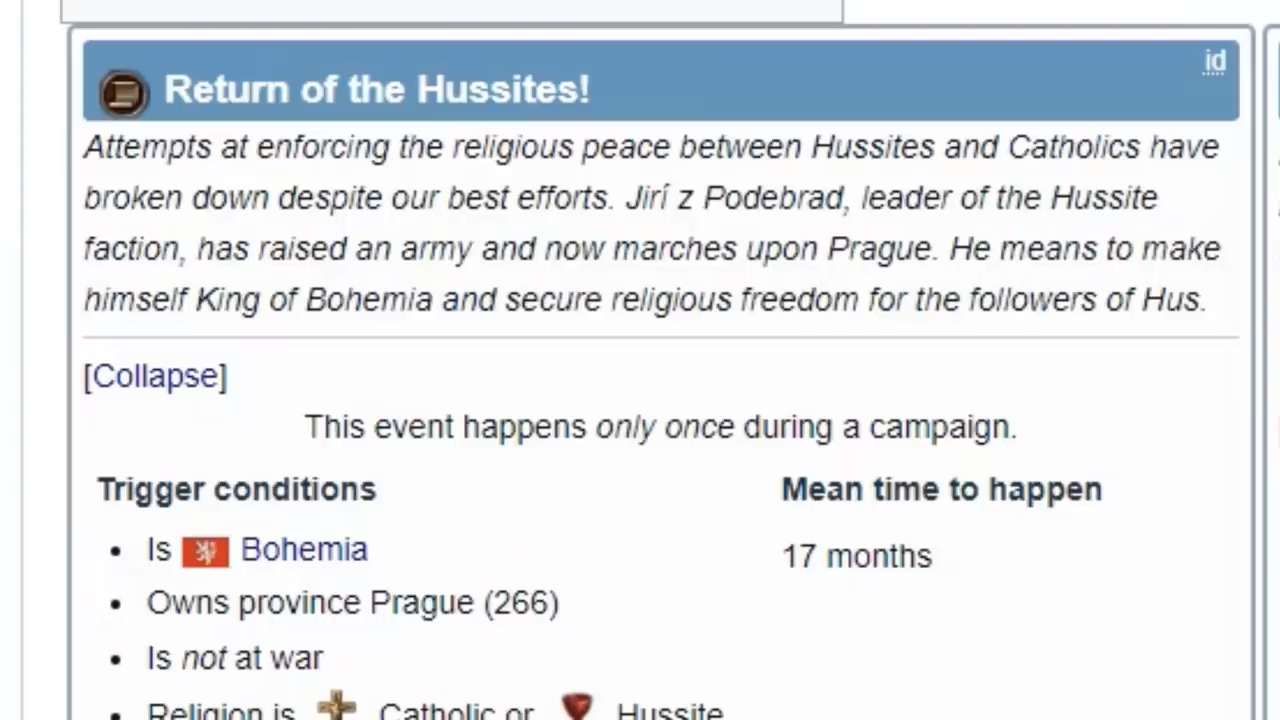 id
Return of the Hussites!
Attempts at enforcing the religious peace between Hussites and Catholics have
broken down despite our best efforts. Jirí z Podebrad, leader of the Hussite
faction, has raised an army and now marches upon Prague. He means to make
himself King of Bohemia and secure religious freedom for the followers of Hus.
[Collapse]
This event happens only once during a campaign.
Trigger conditions
Mean time to happen
• Is Bohemia
17 months
• Owns province Prague (266)
• Is not at war
• Religion is Catholic or Hussite